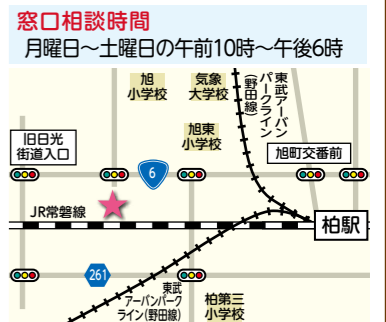 窓口相談時間
月曜日～土曜日の午前10時～午後6時
旭
小学校
気象
大学校
東武アーバン
パークライン
(野田線)
旭東
小学校
旧日光
街道入口
旭町交番前
6
JR常磐線
柏駅
261
東武
アーバンパーク
ライン(野田線)
柏第三
小学校